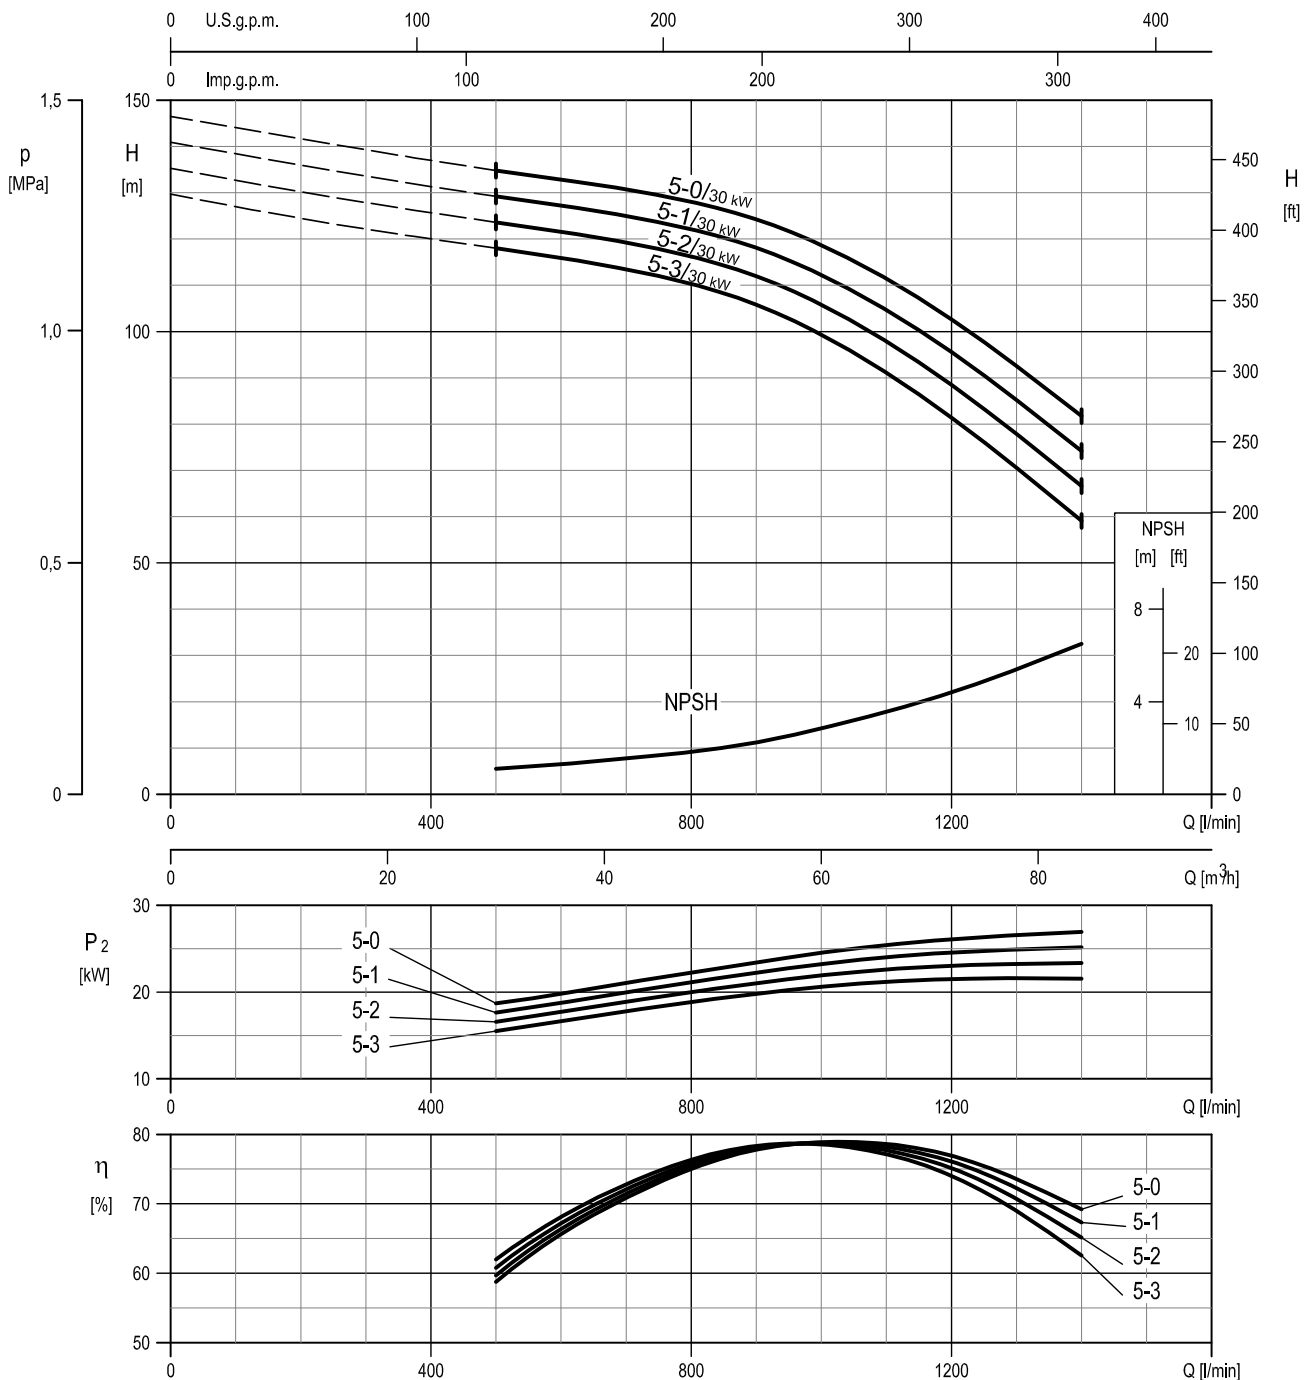 0 U.S.g.p.m. 100 200 300 400
0 Imp.g.p.m. 100 200 300
1,5 150
p H 450 H
[MPa] [m] [ft]
5-0/30 kW
5-1/30 kW
5-2/30 kW
5-3/30 kW
400
350
1,0 100
300
250
200
NPSH
[m] [ft]
0,5 50
150
8
20 100
NPSH 4
10 50
0 0 0
0 400 800 1200 Q [l/min]
0 20 40 60 80 Q [m³/h]
30
P2 5-0
[kW] 5-1
20
5-2
5-3
10
0 400 800 1200 Q [l/min]
80
η
[%] 70 5-0
5-1
5-2
60 5-3
50
0 400 800 1200 Q [l/min]